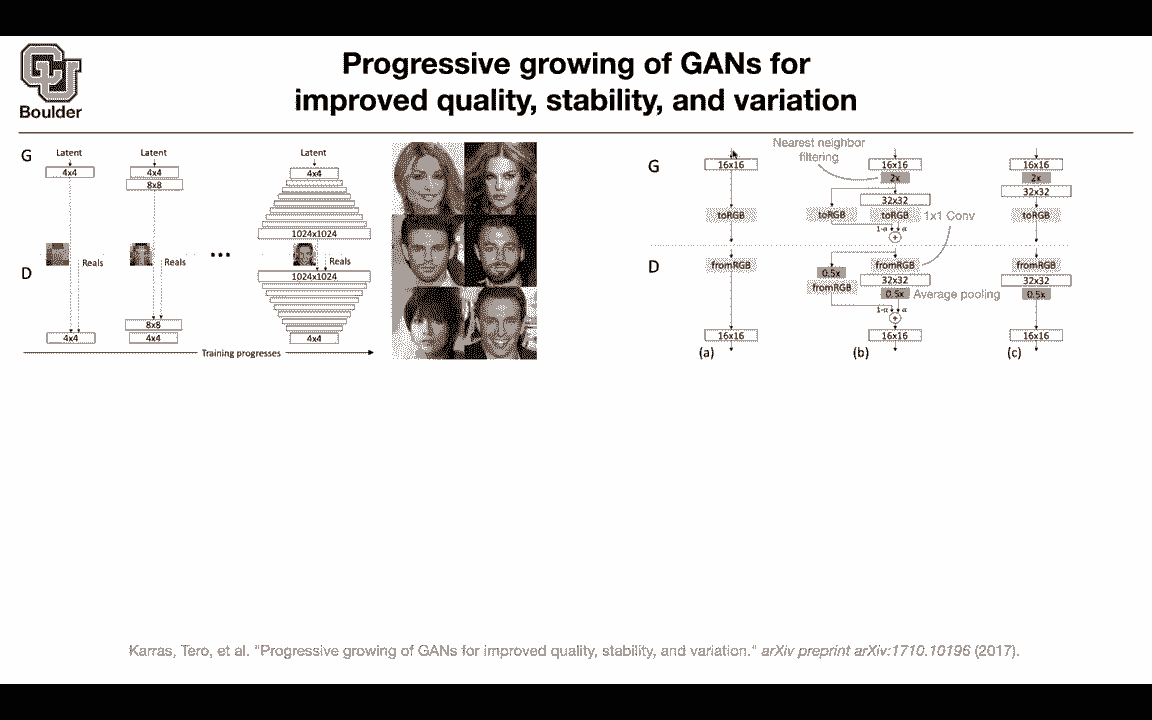 CU
Boulder
Progressive growing of GANs for
improved quality, stability, and variation
G
Latent
Latent
Latent
4x4
4x4
4x4
8x8
1024x1024
Reals
Reals
...
Reals
D
1024x1024
8x8
4x4
4x4
4x4
Training progresses
Nearest neighbor
filtering
G
16x16
16x16
16x16
2x
2x
32x32
32x32
toRGB
toRGB
toRGB
toRGB
1x1 Conv
1-α
α
+
D
fromRGB
fromRGB
fromRGB
0.5x
32x32
32x32
fromRGB
0.5x
Average pooling
0.5x
1-α
α
+
16x16
16x16
16x16
(a)
(b)
(c)
Karras, Tero, et al. "Progressive growing of GANs for improved quality, stability, and variation." arXiv preprint arXiv:1710.10196 (2017).